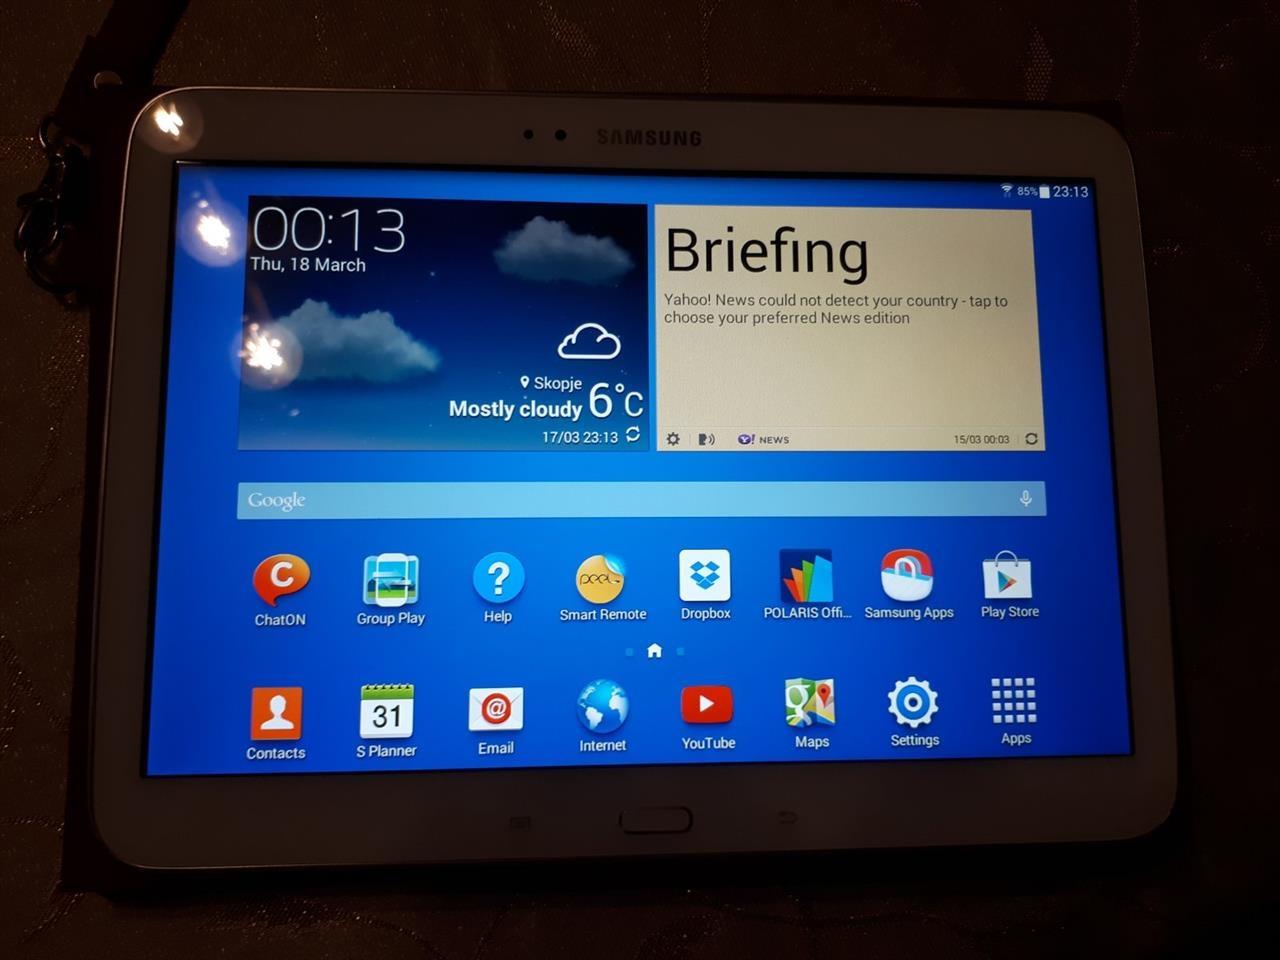 SAMSUNG
85% 23:13
00:13
Thu, 18 March
Skopje
Mostly cloudy 6°C
17/03 23:13
Briefing
Yahoo! News could not detect your country - tap to
choose your preferred News edition
Y! NEWS
15/03 00:03
Google
C
ChatON
Group Play
?
Help
peel
Smart Remote
Dropbox
POLARIS Offi...
Samsung Apps
Play Store
Contacts
31
S Planner
@
Email
Internet
YouTube
g
Maps
Settings
Apps